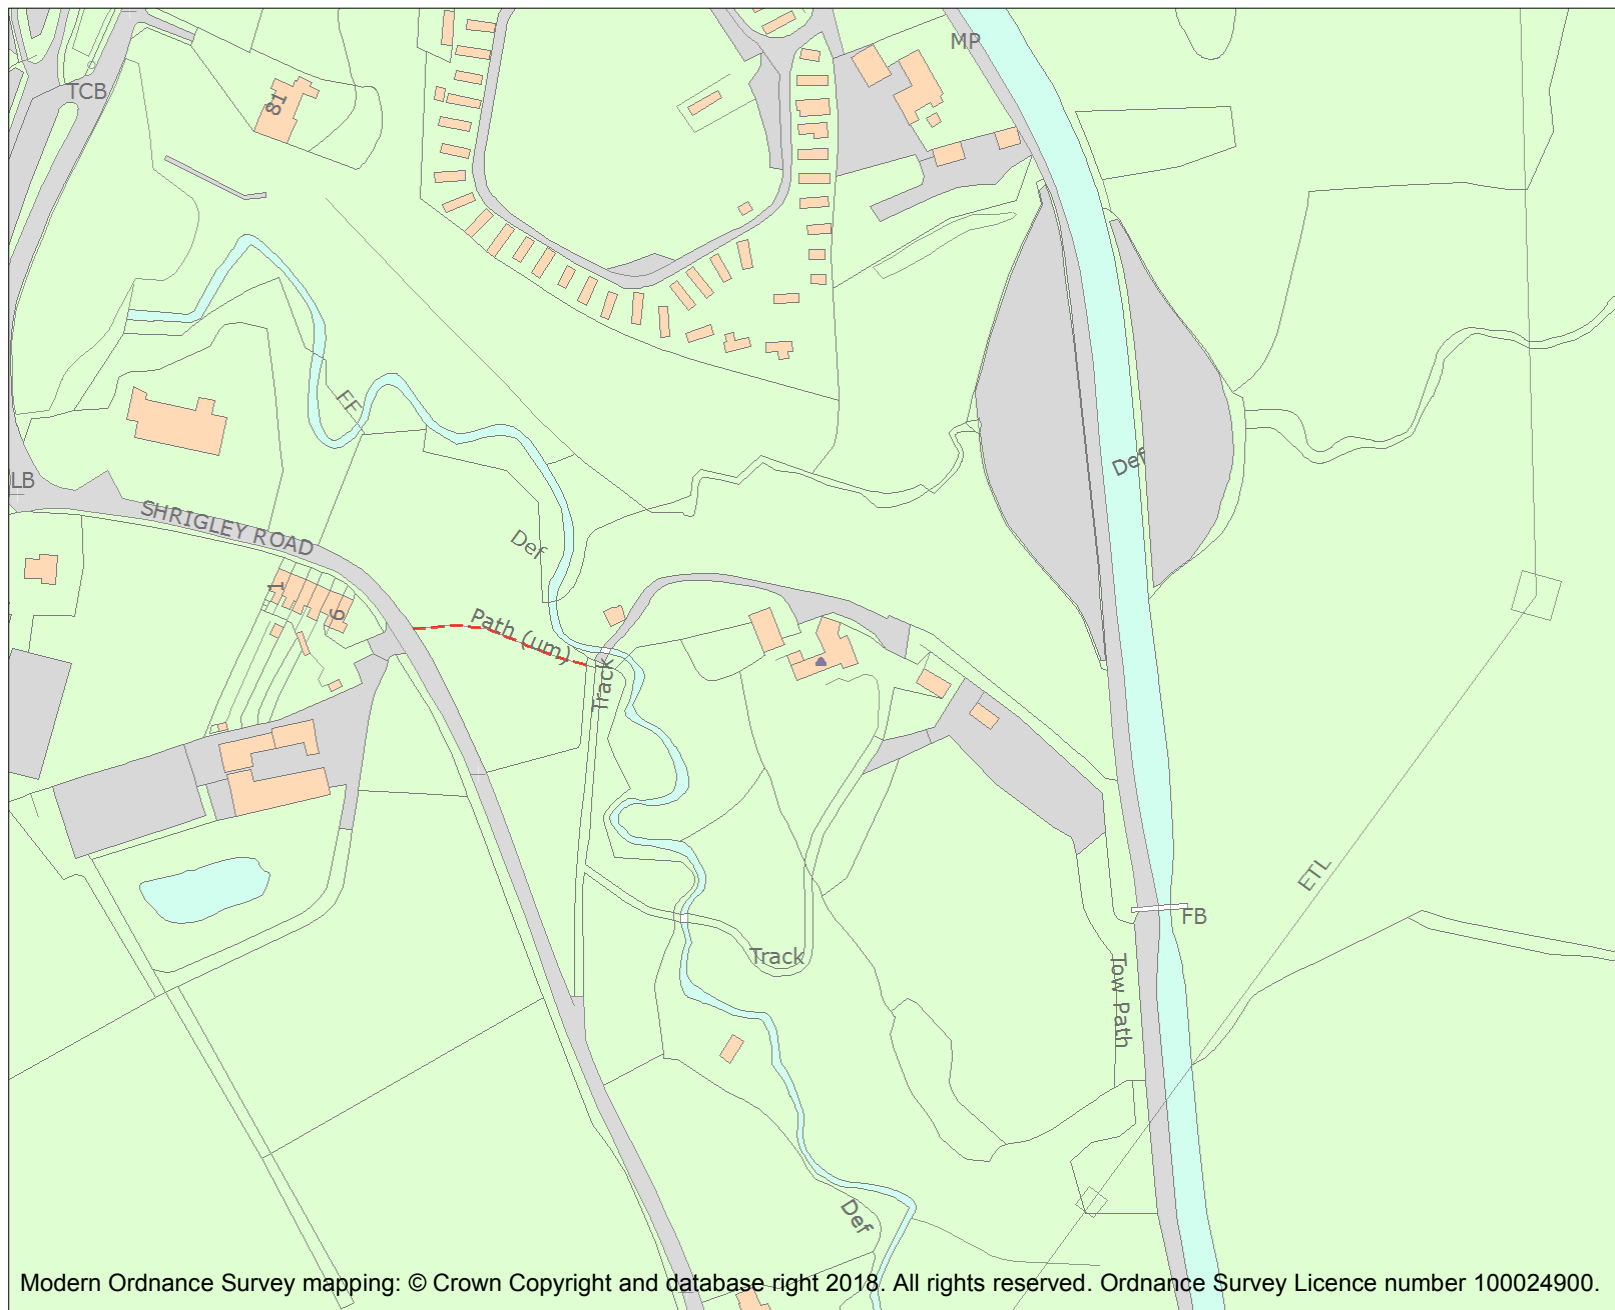 MP
TCB
81
FF
Def
LB
SHRIGLEY ROAD
Def
1
6
Path (um)
Track
ETL
FB
Track
Tow Path
Def
Modern Ordnance Survey mapping: © Crown Copyright and database right 2018. All rights reserved. Ordnance Survey Licence number 100024900.